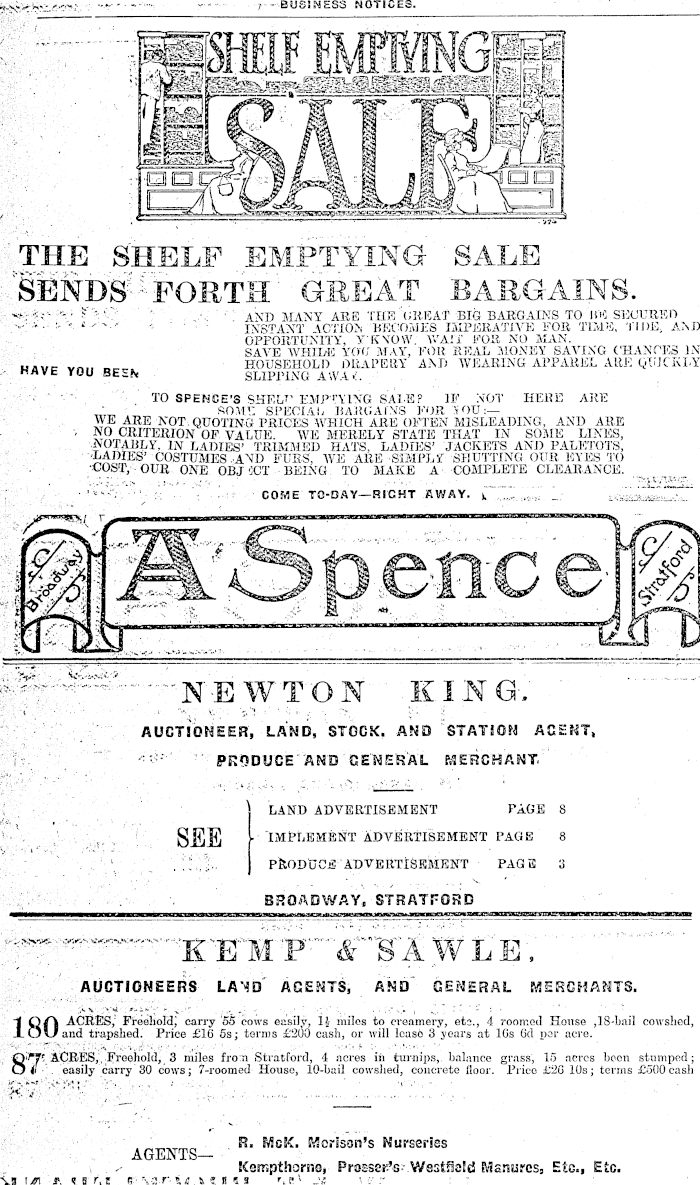 BUSINESS NOTICES.
SHELF EMPTYING
SALE
THE SHELF EMPTYING SALE
SENDS FORTH GREAT BARGAINS.
AND MANY ARE THE GREAT BIG BARGAINS TO BE SECURED
INSTANT ACTION BECOMES IMPERATIVE FOR TIME, TIDE, AND
OPPORTUNITY, Y'KNOW, WAIT FOR NO MAN.
SAVE WHILE YOU MAY, FOR REAL MONEY SAVING CHANCES IN
HOUSEHOLD DRAPERY AND WEARING APPAREL ARE QUICKLY
SLIPPING AWAY.
HAVE YOU BEEN
TO SPENCE'S SHELF EMPTYING SALE? IF NOT HERE ARE
SOME SPECIAL BARGAINS FOR YOU:—
WE ARE NOT QUOTING PRICES WHICH ARE OFTEN MISLEADING, AND ARE
NO CRITERION OF VALUE. WE MERELY STATE THAT IN SOME LINES,
NOTABLY, IN LADIES' TRIMMED HATS, LADIES' JACKETS AND PALETOTS,
LADIES' COSTUMES AND FURS, WE ARE SIMPLY SHUTTING OUR EYES TO
COST, OUR ONE OBJECT BEING TO MAKE A COMPLETE CLEARANCE.
COME TO-DAY—RIGHT AWAY.
Broadway
A Spence
Stratford
NEWTON KING.
AUCTIONEER, LAND, STOCK, AND STATION AGENT,
PRODUCE AND GENERAL MERCHANT.
SEE
LAND ADVERTISEMENT PAGE 8
IMPLEMENT ADVERTISEMENT PAGE 8
PRODUCE ADVERTISEMENT PAGE 3
BROADWAY, STRATFORD
KEMP & SAWLE,
AUCTIONEERS LAND AGENTS, AND GENERAL MERCHANTS.
180 ACRES, Freehold, carry 55 cows easily, 1½ miles to creamery, etc., 4 roomed House ,18-bail cowshed,
and trapshed. Price £16 5s; terms £200 cash, or will lease 3 years at 16s 6d per acre.
87 ACRES, Freehold, 3 miles from Stratford, 4 acres in turnips, balance grass, 15 acres been stumped;
easily carry 30 cows; 7-roomed House, 10-bail cowshed, concrete floor. Price £26 10s; terms £500 cash
AGENTS—
R. McK. Morison's Nurseries
Kempthorne, Prosser's Westfield Manures, Etc., Etc.